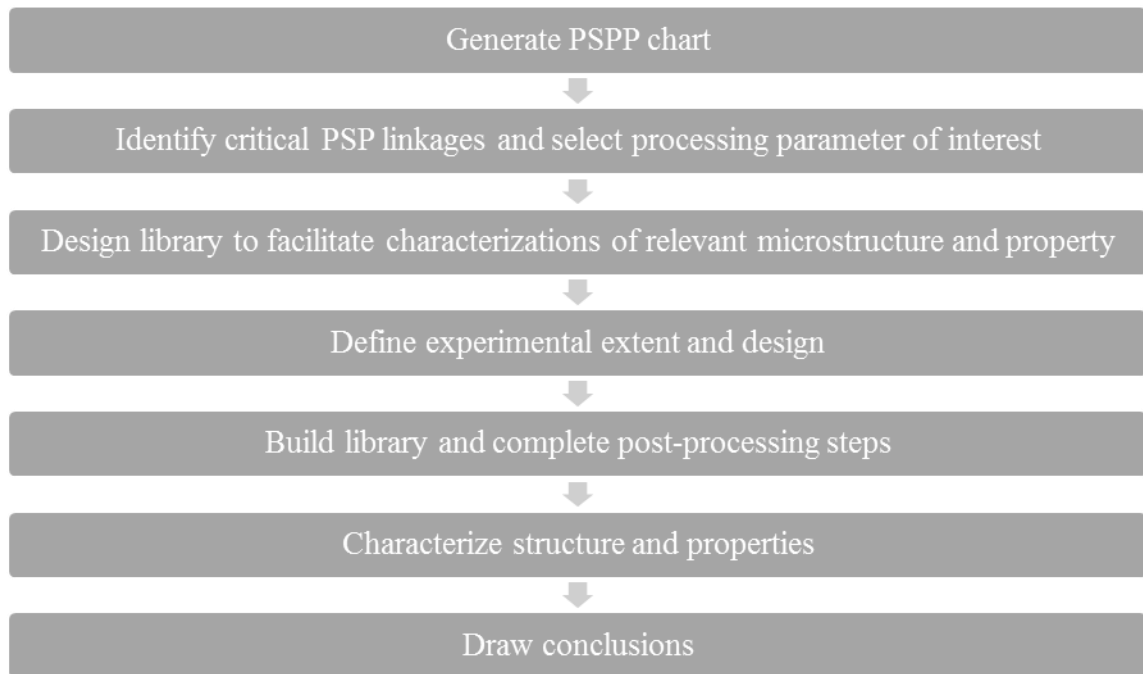 Generate PSPP chart
Identify critical PSP linkages and select processing parameter of interest
Design library to facilitate characterizations of relevant microstructure and property
Define experimental extent and design
Build library and complete post-processing steps
Characterize structure and properties
Draw conclusions